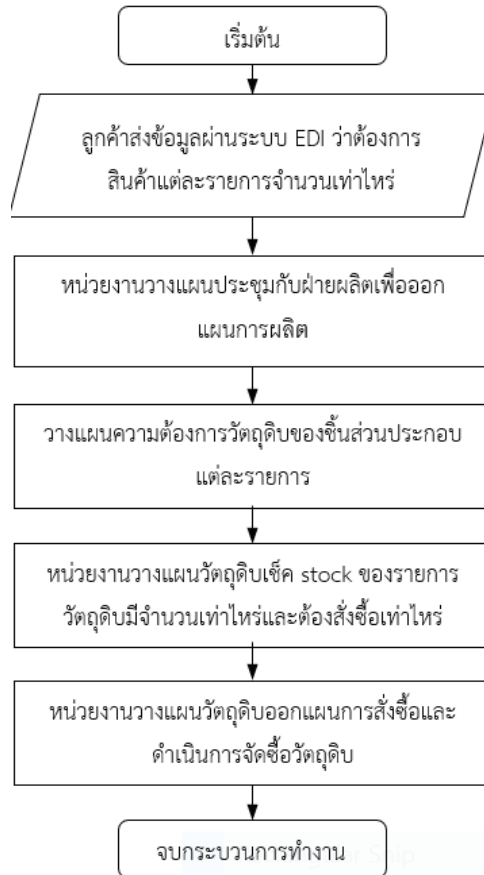 เริ่มต้น
ลูกค้าส่งข้อมูลผ่านระบบ EDI ว่าต้องการ
สินค้าแต่ละรายการจำนวนเท่าไหร่
หน่วยงานวางแผนประชุมกับฝ่ายผลิตเพื่อออก
แผนการผลิต
วางแผนความต้องการวัตถุดิบของชิ้นส่วนประกอบ
แต่ละรายการ
หน่วยงานวางแผนวัตถุดิบเช็ค stock ของรายการ
วัตถุดิบมีจำนวนเท่าไหร่และต้องสั่งซื้อเท่าไหร่
หน่วยงานวางแผนวัตถุดิบออกแผนการสั่งซื้อและ
ดำเนินการจัดซื้อวัตถุดิบ
จบกระบวนการทำงาน